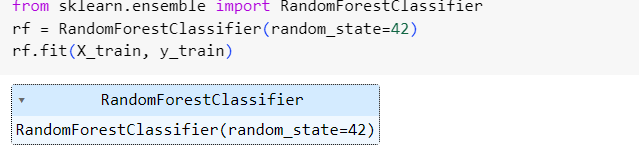 from sklearn.ensemble import RandomForestClassifier
rf = RandomForestClassifier(random_state=42)
rf.fit(X_train, y_train)
▾ RandomForestClassifier
RandomForestClassifier(random_state=42)